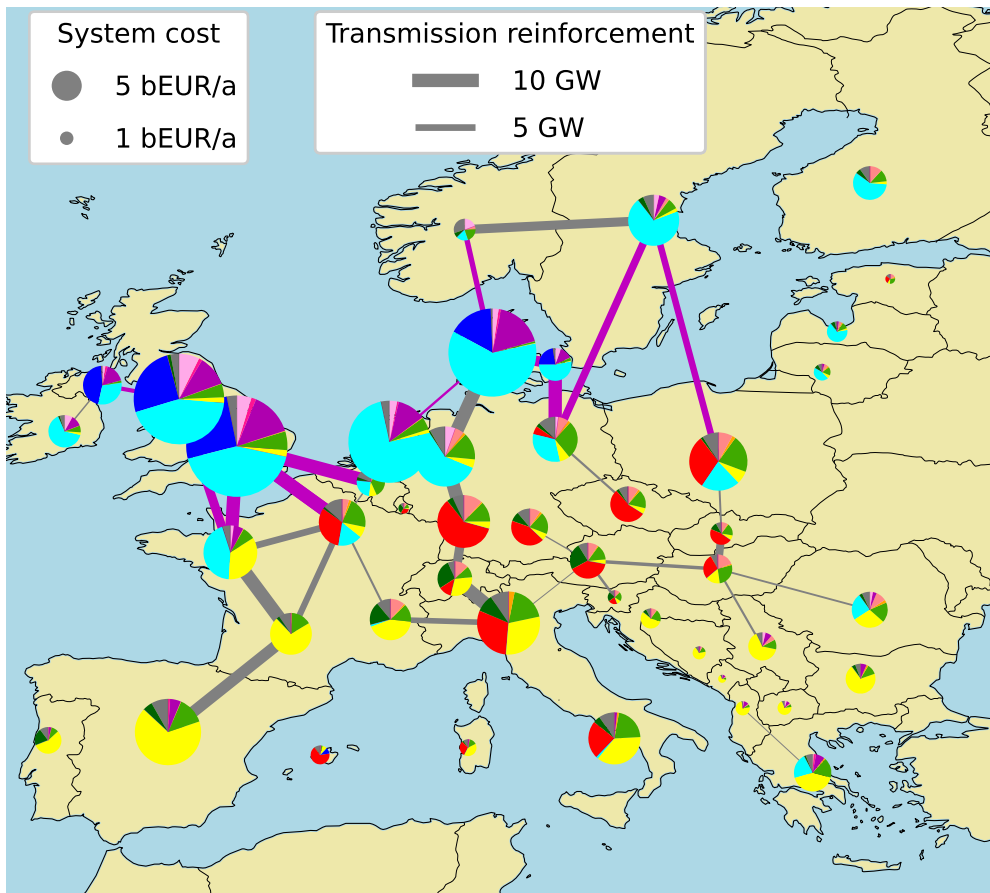 System cost
5 bEUR/a
1 bEUR/a
Transmission reinforcement
10 GW
5 GW